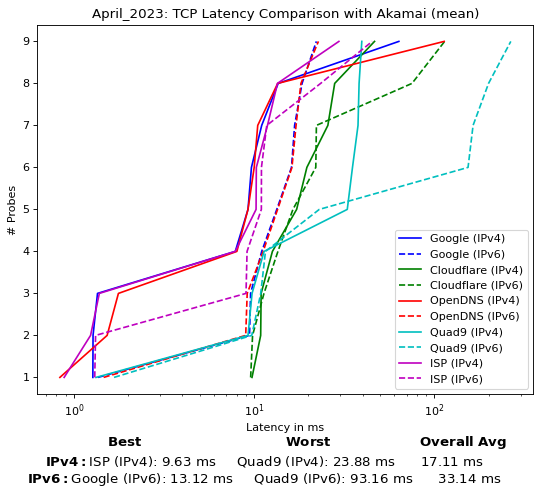 April_2023: TCP Latency Comparison with Akamai (mean)
9
8
7
6
5
4
3
2
1
# Probes
10⁰
10¹
10²
Latency in ms
Google (IPv4)
Google (IPv6)
Cloudflare (IPv4)
Cloudflare (IPv6)
OpenDNS (IPv4)
OpenDNS (IPv6)
Quad9 (IPv4)
Quad9 (IPv6)
ISP (IPv4)
ISP (IPv6)
Best Worst Overall Avg
IPv4: ISP (IPv4): 9.63 ms Quad9 (IPv4): 23.88 ms 17.11 ms
IPv6: Google (IPv6): 13.12 ms Quad9 (IPv6): 93.16 ms 33.14 ms